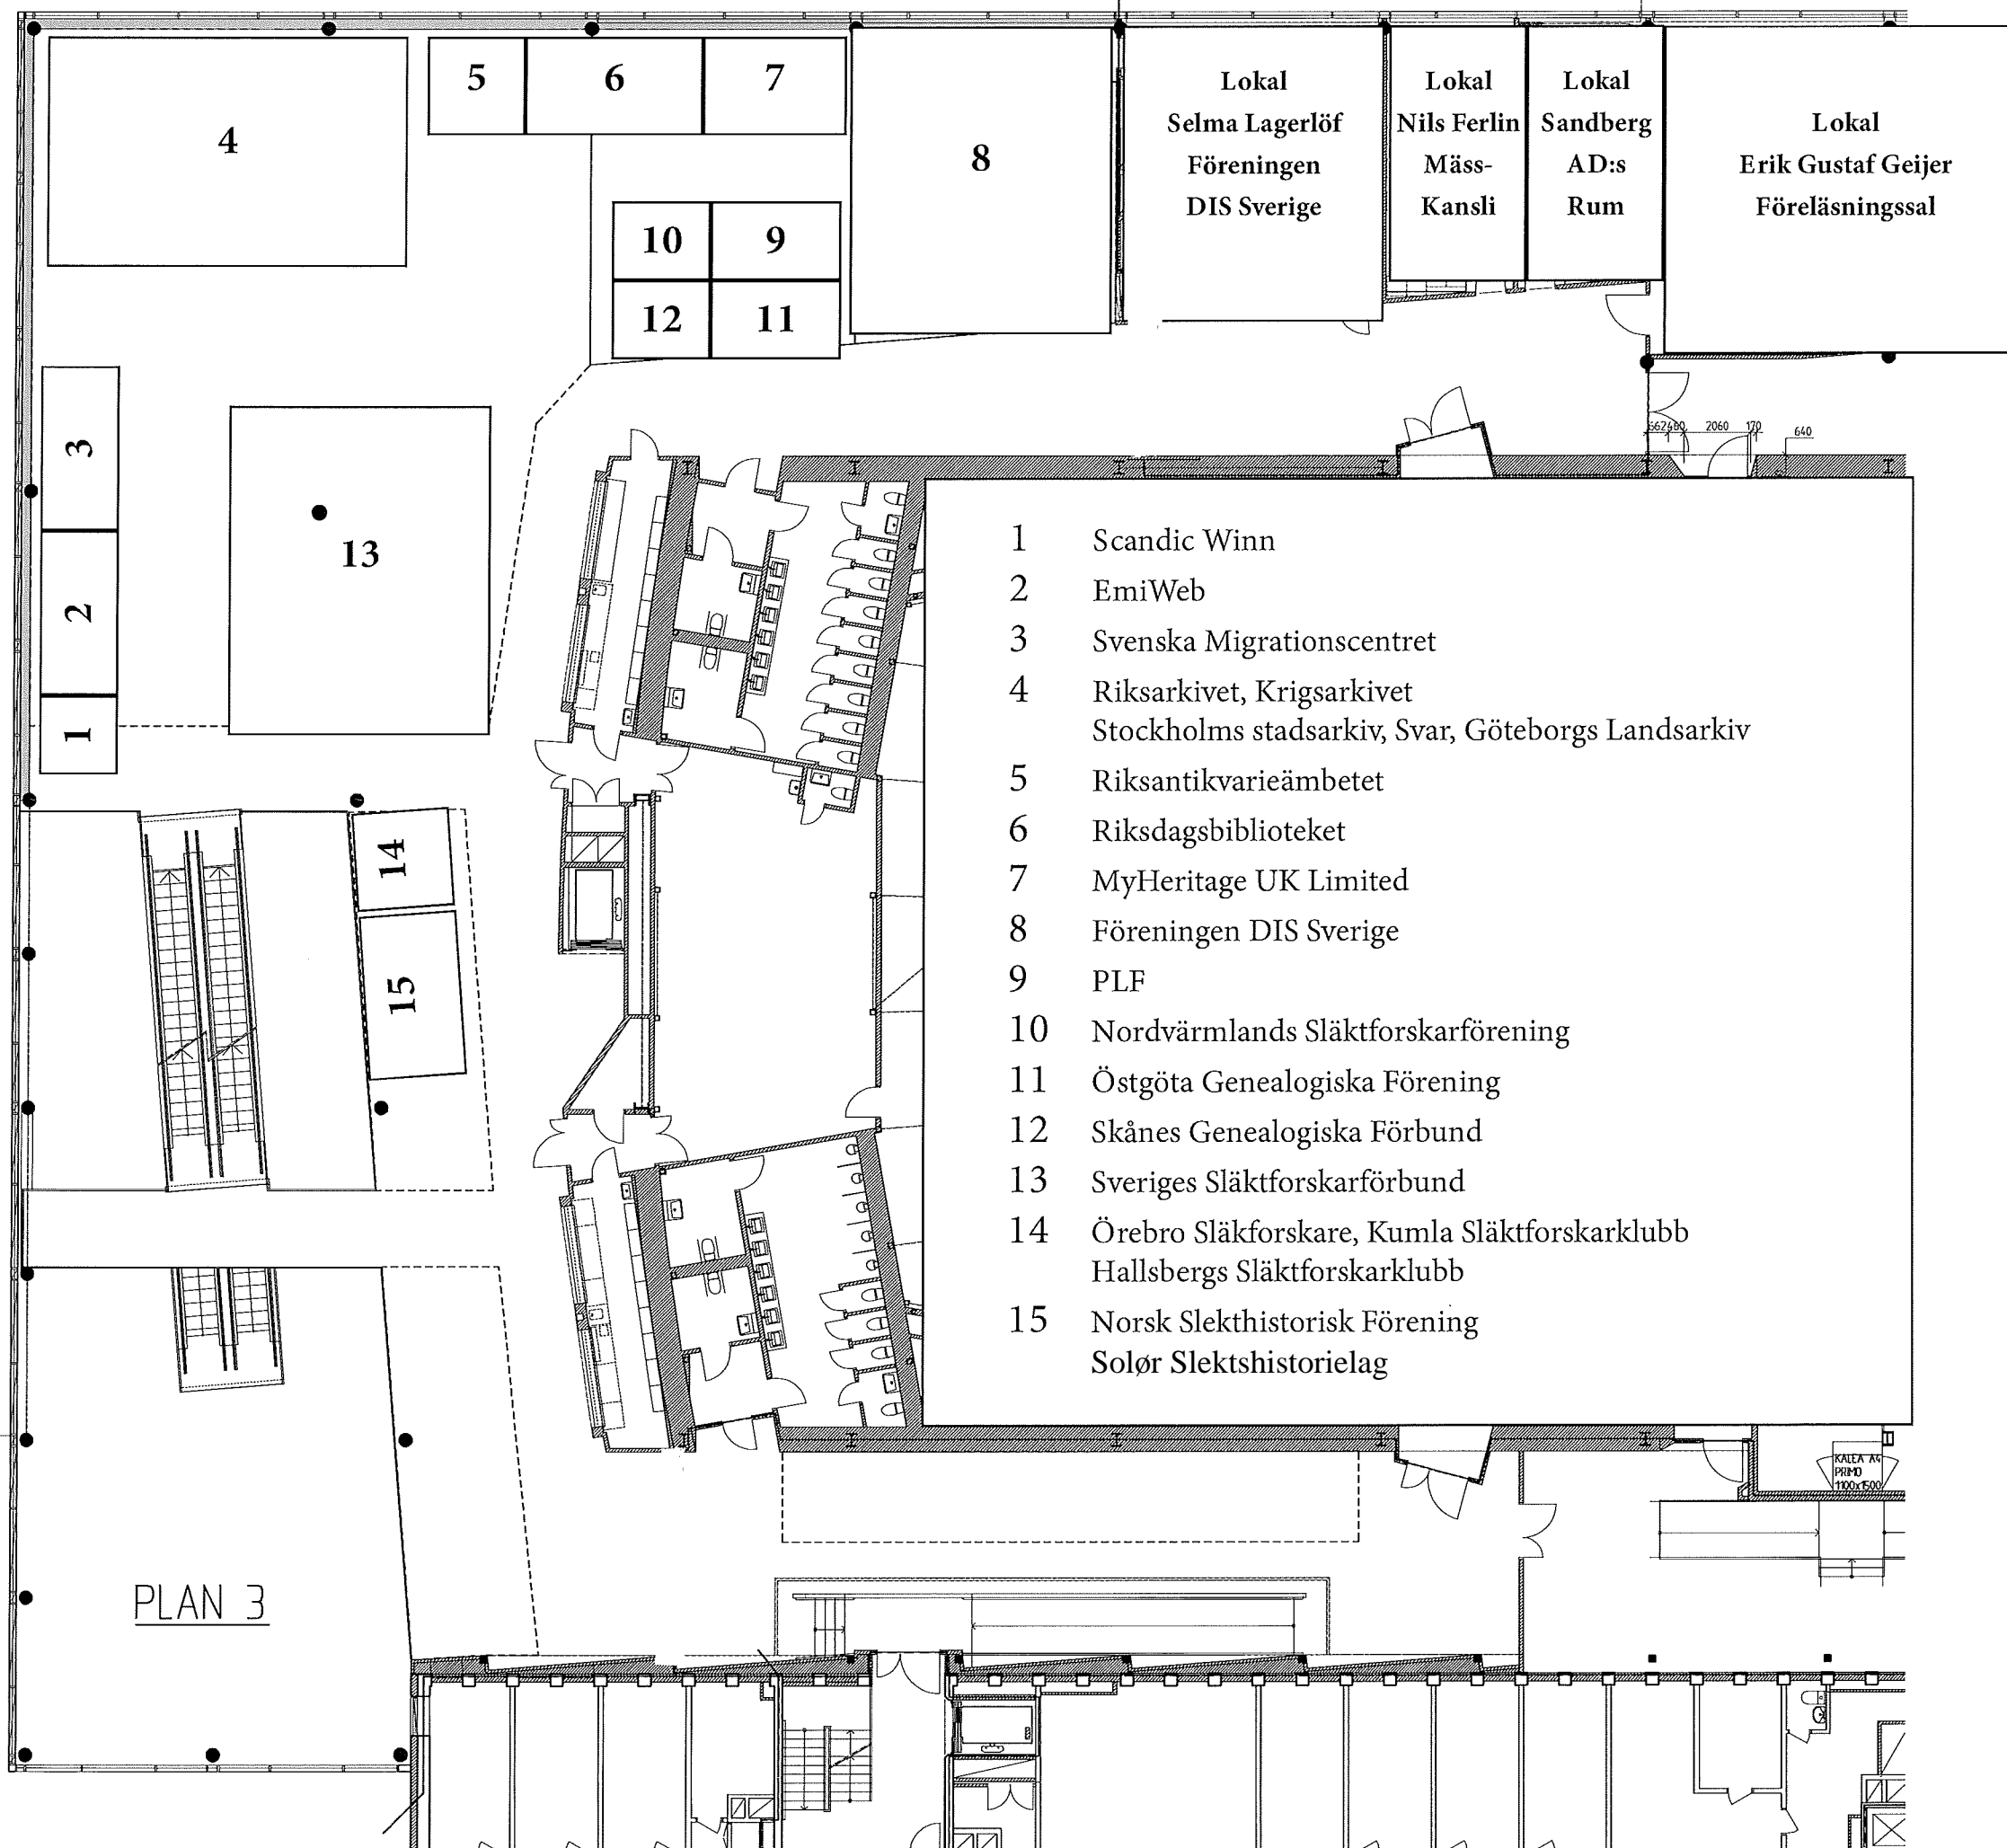 4
5
6
7
8
Lokal
Selma Lagerlöf
Föreningen
DIS Sverige
Lokal
Nils Ferlin
Mäss-
Kansli
Lokal
Sandberg
AD:s
Rum
Lokal
Erik Gustaf Geijer
Föreläsningssal
10
9
12
11
3
2
1
13
2060
170
640
14
15
1 Scandic Winn
2 EmiWeb
3 Svenska Migrationscentret
4 Riksarkivet, Krigsarkivet
Stockholms stadsarkiv, Svar, Göteborgs Landsarkiv
5 Riksantikvarieämbetet
6 Riksdagsbiblioteket
7 MyHeritage UK Limited
8 Föreningen DIS Sverige
9 PLF
10 Nordvärmlands Släktforskarförening
11 Östgöta Genealogiska Förening
12 Skånes Genealogiska Förbund
13 Sveriges Släktforskarförbund
14 Örebro Släkforskare, Kumla Släktforskarklubb
Hallsbergs Släktforskarklubb
15 Norsk Slekthistorisk Förening
Solør Slektshistorielag
KALEA A4
PRIMO
1100x1500
PLAN 3